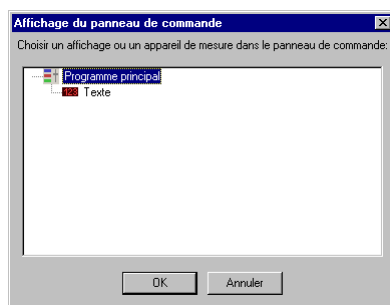 Affichage du panneau de commande
Choisir un affichage ou un appareil de mesure dans le panneau de commande:
Programme principal
123 Texte
OK Annuler